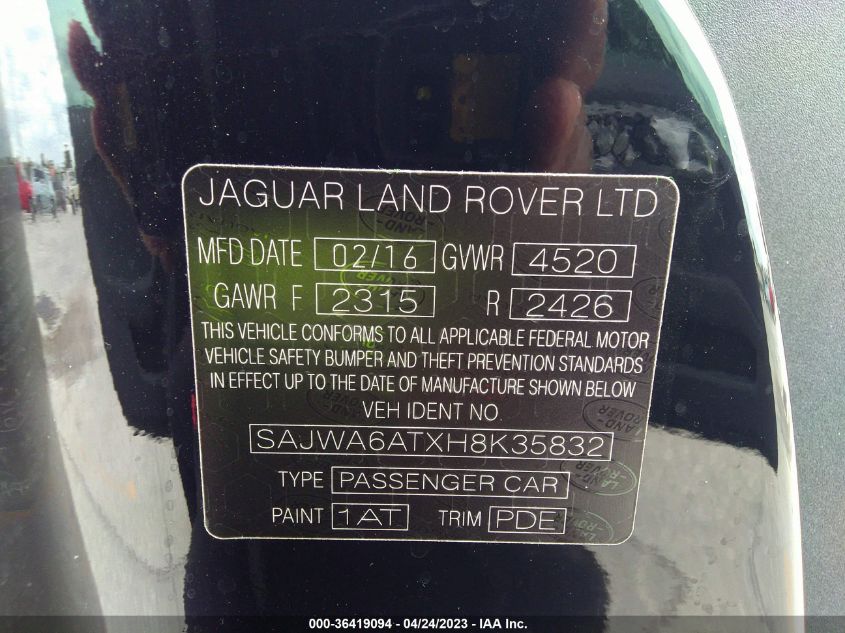 JAGUAR LAND ROVER LTD
MFD DATE 02/16 GVWR 4520
GAWR F 2315 R 2426
THIS VEHICLE CONFORMS TO ALL APPLICABLE FEDERAL MOTOR
VEHICLE SAFETY BUMPER AND THEFT PREVENTION STANDARDS
IN EFFECT UP TO THE DATE OF MANUFACTURE SHOWN BELOW
VEH IDENT NO.
SAJWA6ATXH8K35832
TYPE PASSENGER CAR
PAINT 1AT TRIM PDE
000-36419094 - 04/24/2023 - IAA Inc.